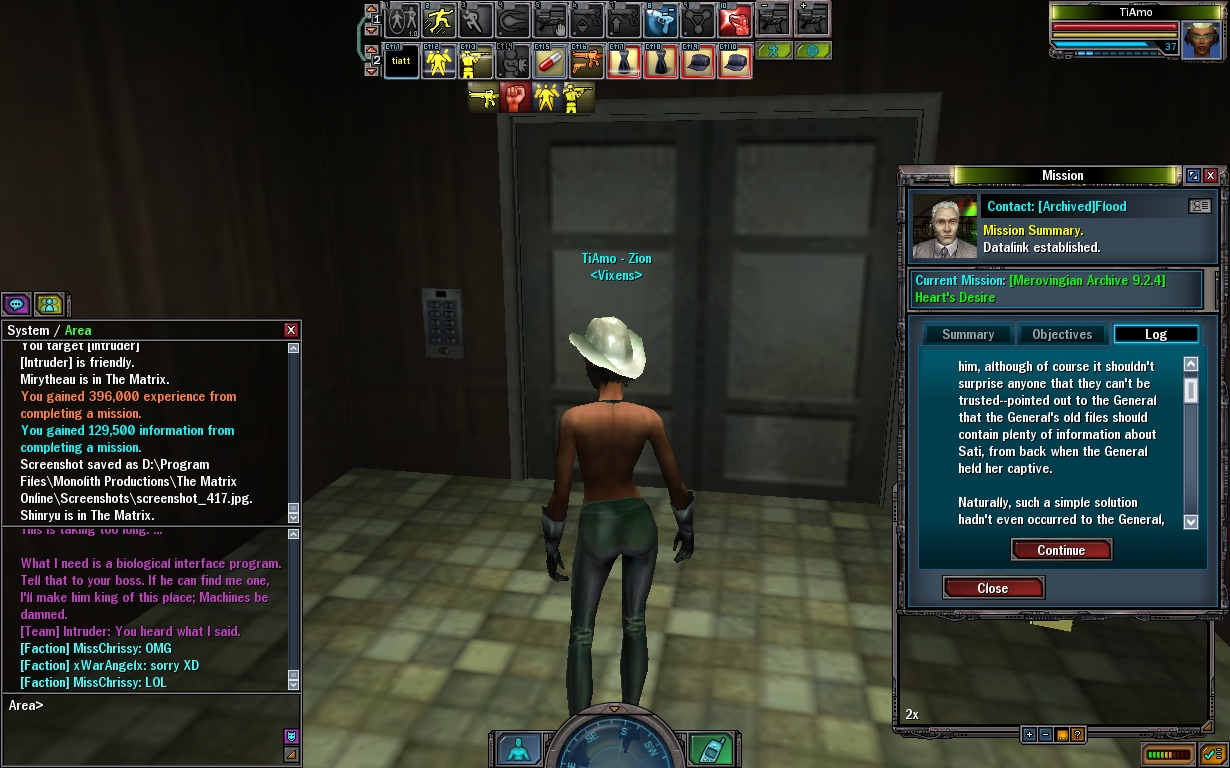 TiAmo
37
1
1.0
2
tiatt
TiAmo - Zion
<Vixens>
Mission
Contact: [Archived]Flood
Mission Summary.
Datalink established.
Current Mission: [Merovingian Archive 9.2.4]
Heart's Desire
Summary
Objectives
Log
him, although of course it shouldn't
surprise anyone that they can't be
trusted--pointed out to the General
that the General's old files should
contain plenty of information about
Sati, from back when the General
held her captive.
Naturally, such a simple solution
hadn't even occurred to the General,
Continue
Close
2x
System / Area
You target [Intruder]
[Intruder] is friendly.
Mirytheau is in The Matrix.
You gained 396,000 experience from
completing a mission.
You gained 129,500 information from
completing a mission.
Screenshot saved as D:\Program
Files\Monolith Productions\The Matrix
Online\Screenshots\screenshot_417.jpg.
Shinryu is in The Matrix.
This is taking too long. ...
What I need is a biological interface program.
Tell that to your boss. If he can find me one,
I'll make him king of this place; Machines be
damned.
[Team] Intruder: You heard what I said.
[Faction] MissChrissy: OMG
[Faction] xWarAngelx: sorry XD
[Faction] MissChrissy: LOL
Area>
SE
S
SW
E